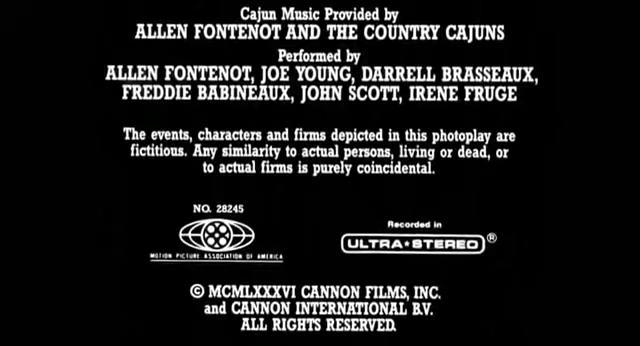 Cajun Music Provided by
ALLEN FONTENOT AND THE COUNTRY CAJUNS
Performed by
ALLEN FONTENOT, JOE YOUNG, DARRELL BRASSEAUX,
FREDDIE BABINEAUX, JOHN SCOTT, IRENE FRUGE
The events, characters and firms depicted in this photoplay are
fictitious. Any similarity to actual persons, living or dead, or
to actual firms is purely coincidental.
NO. 28245
MOTION PICTURE ASSOCIATION OF AMERICA
Recorded in
ULTRA★STEREO®
© MCMLXXXVI CANNON FILMS, INC.
and CANNON INTERNATIONAL B.V.
ALL RIGHTS RESERVED.